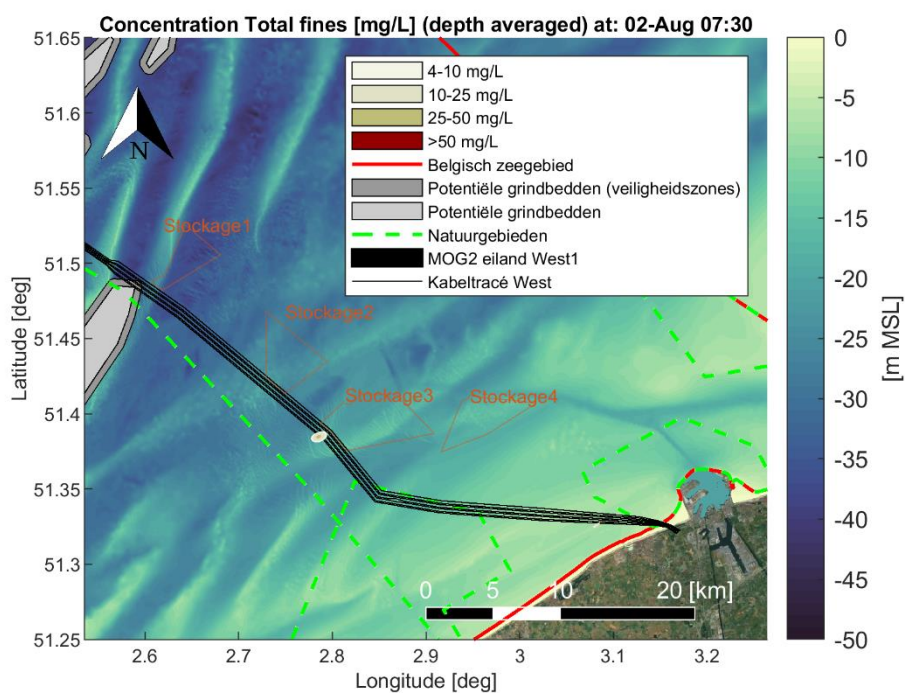 Concentration Total fines [mg/L] (depth averaged) at: 02-Aug 07:30
51.65
51.6
51.55
51.5
51.45
51.4
51.35
51.3
51.25
Latitude [deg]
N
4-10 mg/L
10-25 mg/L
25-50 mg/L
>50 mg/L
Belgisch zeegebied
Potentiële grindbedden (veiligheidszones)
Potentiële grindbedden
Natuurgebieden
MOG2 eiland West1
Kabeltracé West
Stockage1
Stockage2
Stockage3
Stockage4
0 5 10 20 [km]
2.6 2.7 2.8 2.9 3 3.1 3.2
Longitude [deg]
0
-5
-10
-15
-20
-25
-30
-35
-40
-45
-50
[m MSL]